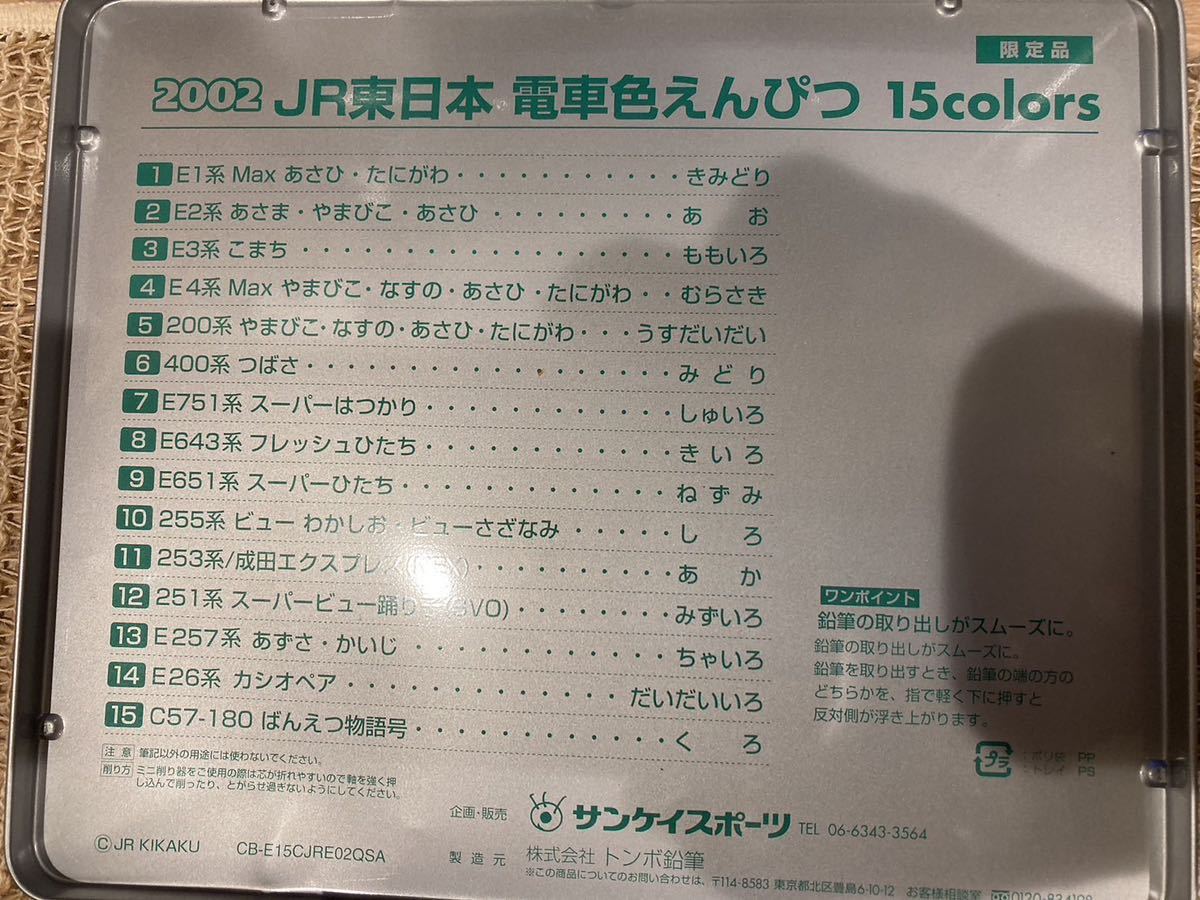 限定品
2002 JR東日本 電車色えんぴつ 15colors
1 E1系 Max あさひ・たにがわ・・・・・・・・・・・きみどり
2 E2系 あさま・やまびこ・あさひ・・・・・・・・・あ お
3 E3系 こまち・・・・・・・・・・・・・・・・・・ももいろ
4 E4系 Max やまびこ・なすの・あさひ・たにがわ・・むらさき
5 200系 やまびこ・なすの・あさひ・たにがわ・・・うすだいだい
6 400系 つばさ・・・・・・・・・・・・・・・・・・みどり
7 E751系 スーパーはつかり・・・・・・・・・・・・しゅいろ
8 E643系 フレッシュひたち・・・・・・・・・・・・きいろ
9 E651系 スーパーひたち・・・・・・・・・・・・・ねずみ
10 255系 ビュー わかしお・ビューさざなみ・・・・・しろ
11 253系/成田エクスプレス・・・・・・・・・・あ か
12 251系 スーパービュー踊り VO)・・・・・・・・みずいろ
13 E257系 あずさ・かいじ・・・・・・・・・・・・・ちゃいろ
14 E26系 カシオペア・・・・・・・・・・・・・だいだいいろ
15 C57-180 ばんえつ物語号・・・・・・・・・・・・く ろ
ワンポイント
鉛筆の取り出しがスムーズに。
鉛筆の取り出しがスムーズに。
鉛筆を取り出すとき、鉛筆の端の方の
どちらかを、指で軽く下に押すと
反対側が浮き上がります。
プラ
:ポリ袋 PP
:トレイ PS
注意 筆記以外の用途には使わないでください。
削り方 ミニ削り器をご使用の際は芯が折れやすいので軸を強く押
し込んで削ったり、とがらせ過ぎないようにしてください。
企画・販売 サンケイスポーツ TEL 06-6343-3564
©JR KIKAKU CB-E15CJRE02QSA
製造元 株式会社 トンボ鉛筆
※この商品についてのお問い合わせは、〒114-8583 東京都北区豊島6-10-12 お客様相談室 0120-834198